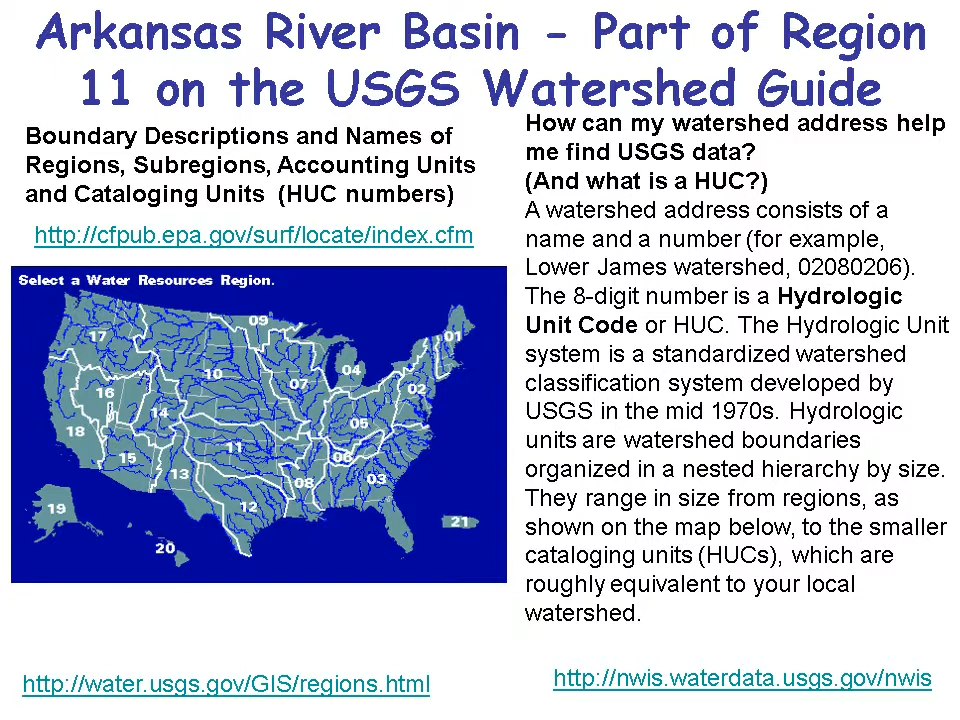 Arkansas River Basin - Part of Region
11 on the USGS Watershed Guide
Boundary Descriptions and Names of
Regions, Subregions, Accounting Units
and Cataloging Units (HUC numbers)
http://cfpub.epa.gov/surf/locate/index.cfm
Select a Water Resources Region.
09
01
17
04
10
07
02
16
14
05
18
11
06
15
13
08
03
12
19
21
20
http://water.usgs.gov/GIS/regions.html
How can my watershed address help
me find USGS data?
(And what is a HUC?)
A watershed address consists of a
name and a number (for example,
Lower James watershed, 02080206).
The 8-digit number is a Hydrologic
Unit Code or HUC. The Hydrologic Unit
system is a standardized watershed
classification system developed by
USGS in the mid 1970s. Hydrologic
units are watershed boundaries
organized in a nested hierarchy by size.
They range in size from regions, as
shown on the map below, to the smaller
cataloging units (HUCs), which are
roughly equivalent to your local
watershed.
http://nwis.waterdata.usgs.gov/nwis